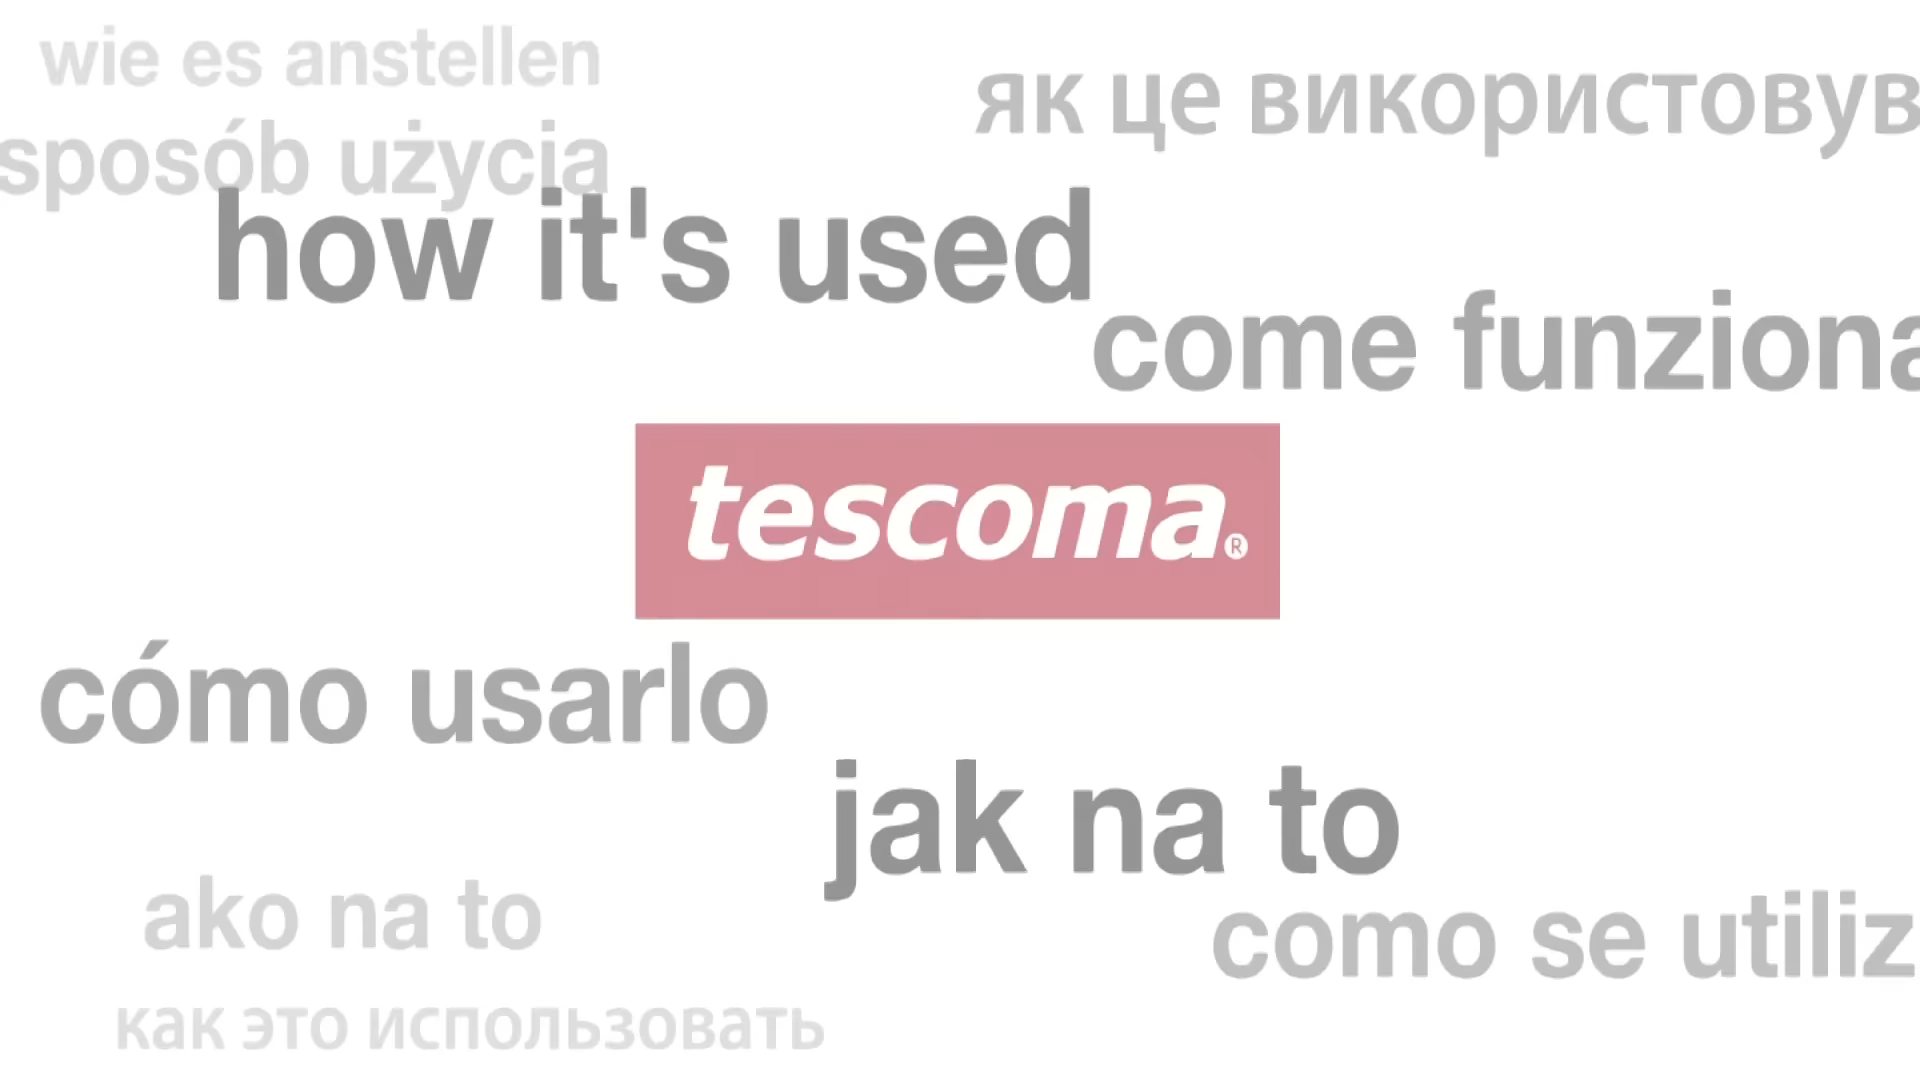 wie es anstellen
як це використовув
sposób użycia
how it's used
come funziona
tescoma®
cómo usarlo
jak na to
ako na to
como se utiliz
как это использовать